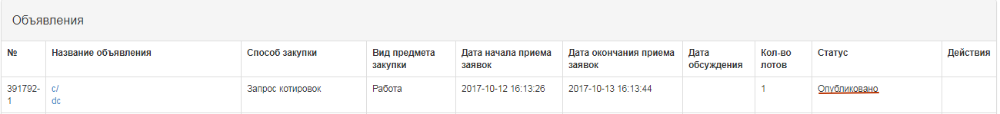 Объявления
№ Название объявления Способ закупки Вид предмета закупки Дата начала приема заявок Дата окончания приема заявок Дата обсуждения Кол-во лотов Статус Действия
391792-1 c/ dc Запрос котировок Работа 2017-10-12 16:13:26 2017-10-13 16:13:44 1 Опубликовано